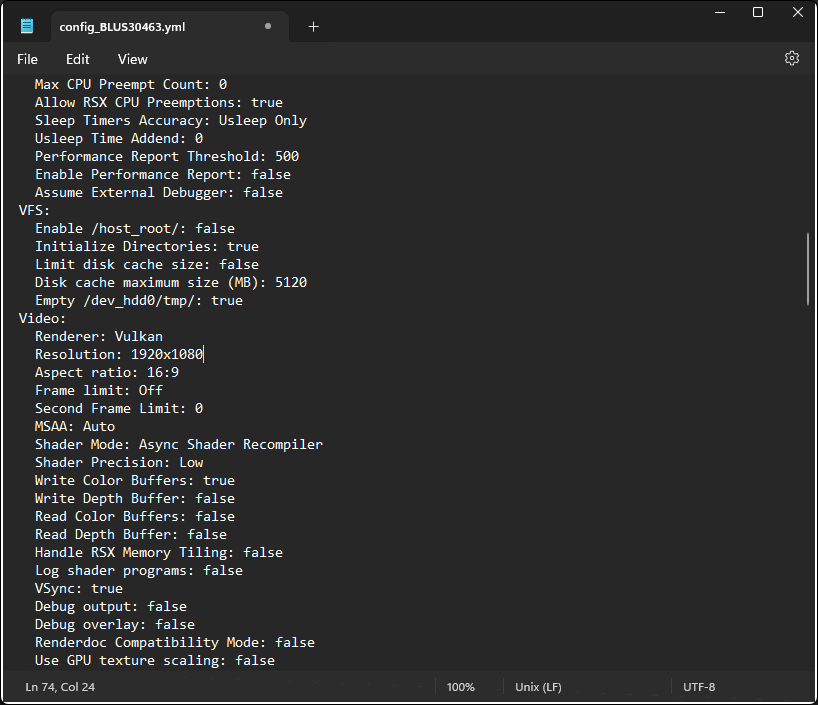 config_BLUS30463.yml
File Edit View
Max CPU Preempt Count: 0
Allow RSX CPU Preemptions: true
Sleep Timers Accuracy: Usleep Only
Usleep Time Addend: 0
Performance Report Threshold: 500
Enable Performance Report: false
Assume External Debugger: false
VFS:
Enable /host_root/: false
Initialize Directories: true
Limit disk cache size: false
Disk cache maximum size (MB): 5120
Empty /dev_hdd0/tmp/: true
Video:
Renderer: Vulkan
Resolution: 1920x1080
Aspect ratio: 16:9
Frame limit: Off
Second Frame Limit: 0
MSAA: Auto
Shader Mode: Async Shader Recompiler
Shader Precision: Low
Write Color Buffers: true
Write Depth Buffer: false
Read Color Buffers: false
Read Depth Buffer: false
Handle RSX Memory Tiling: false
Log shader programs: false
VSync: true
Debug output: false
Debug overlay: false
Renderdoc Compatibility Mode: false
Use GPU texture scaling: false
Ln 74, Col 24 100% Unix (LF) UTF-8